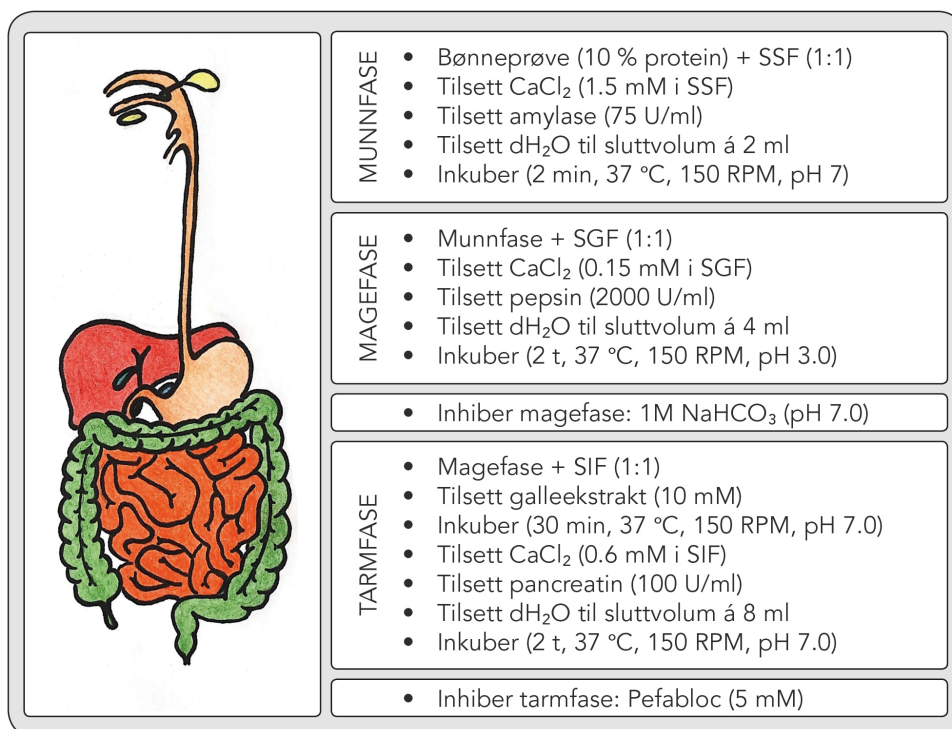 MUNNFASE
• Bønneprøve (10 % protein) + SSF (1:1)
• Tilsett CaCl₂ (1.5 mM i SSF)
• Tilsett amylase (75 U/ml)
• Tilsett dH₂O til sluttvolum á 2 ml
• Inkuber (2 min, 37 °C, 150 RPM, pH 7)
MAGEFASE
• Munnfase + SGF (1:1)
• Tilsett CaCl₂ (0.15 mM i SGF)
• Tilsett pepsin (2000 U/ml)
• Tilsett dH₂O til sluttvolum á 4 ml
• Inkuber (2 t, 37 °C, 150 RPM, pH 3.0)
• Inhiber magefase: 1M NaHCO₃ (pH 7.0)
TARMFASE
• Magefase + SIF (1:1)
• Tilsett galleekstrakt (10 mM)
• Inkuber (30 min, 37 °C, 150 RPM, pH 7.0)
• Tilsett CaCl₂ (0.6 mM i SIF)
• Tilsett pancreatin (100 U/ml)
• Tilsett dH₂O til sluttvolum á 8 ml
• Inkuber (2 t, 37 °C, 150 RPM, pH 7.0)
• Inhiber tarmfase: Pefabloc (5 mM)